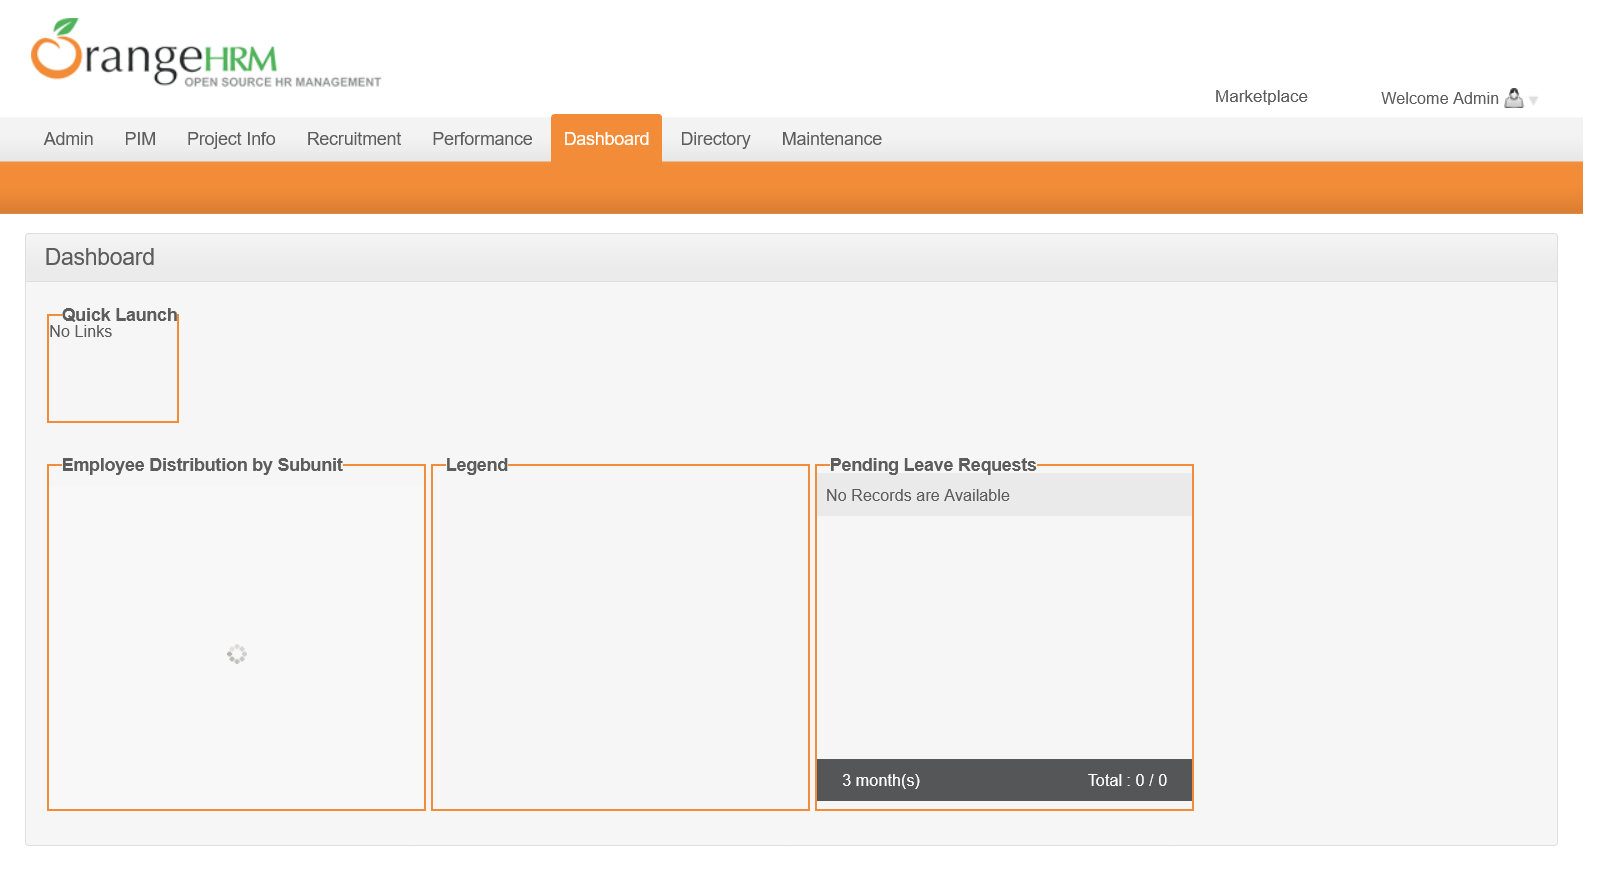 OrangeHRM
OPEN SOURCE HR MANAGEMENT
Marketplace
Welcome Admin
Admin
PIM
Project Info
Recruitment
Performance
Dashboard
Directory
Maintenance
Dashboard
Quick Launch
No Links
Employee Distribution by Subunit
Legend
Pending Leave Requests
No Records are Available
3 month(s)
Total : 0 / 0